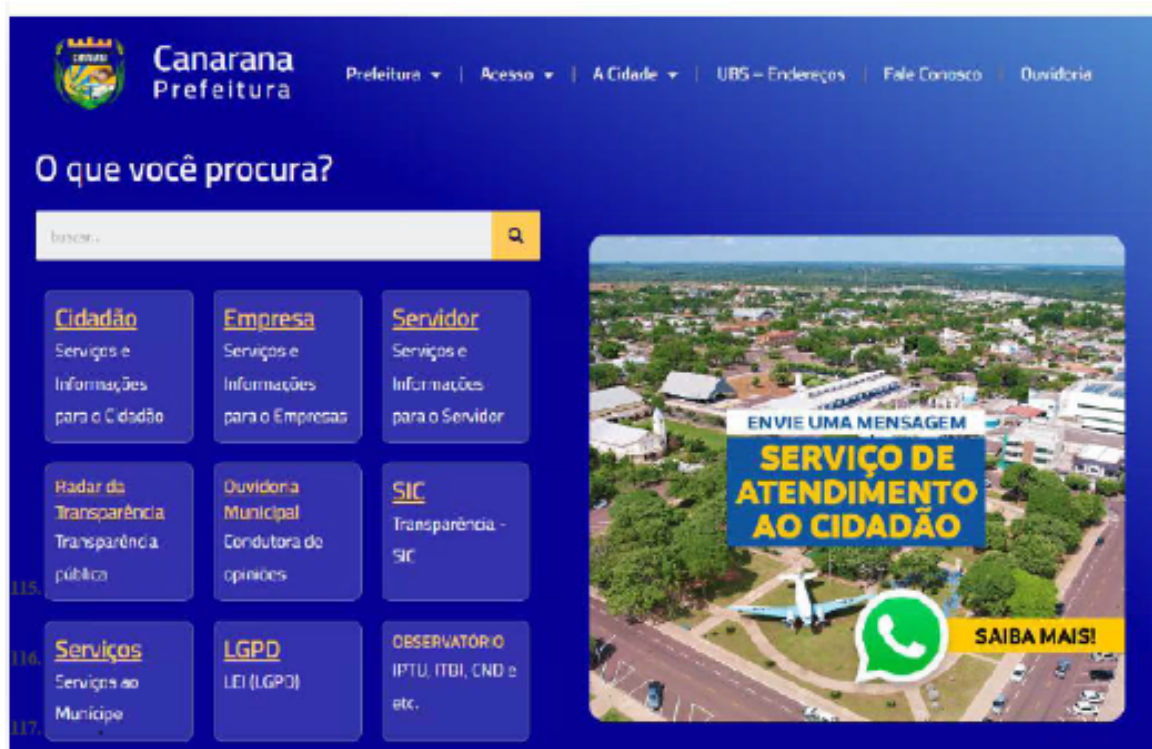 Canarana
Prefeitura
Prefeitura | Acesso | A Cidade | UBS – Endereços | Fale Conosco | Ouvidoria
O que você procura?
buscar...
Cidadão
Serviços e
Informações
para o Cidadão
Empresa
Serviços e
Informações
para o Empresas
Servidor
Serviços e
Informações
para o Servidor
Radar da
Transparência
Transparência
pública
Ouvidoria
Municipal
Condutora de
opiniões
SIC
Transparência -
SIC
Serviços
Serviços ao
Munícipe
LGPD
LEI (LGPD)
OBSERVATÓRIO
IPTU, ITBI, CND e
etc.
ENVIE UMA MENSAGEM
SERVIÇO DE
ATENDIMENTO
AO CIDADÃO
SAIBA MAIS!
115.
116.
117.